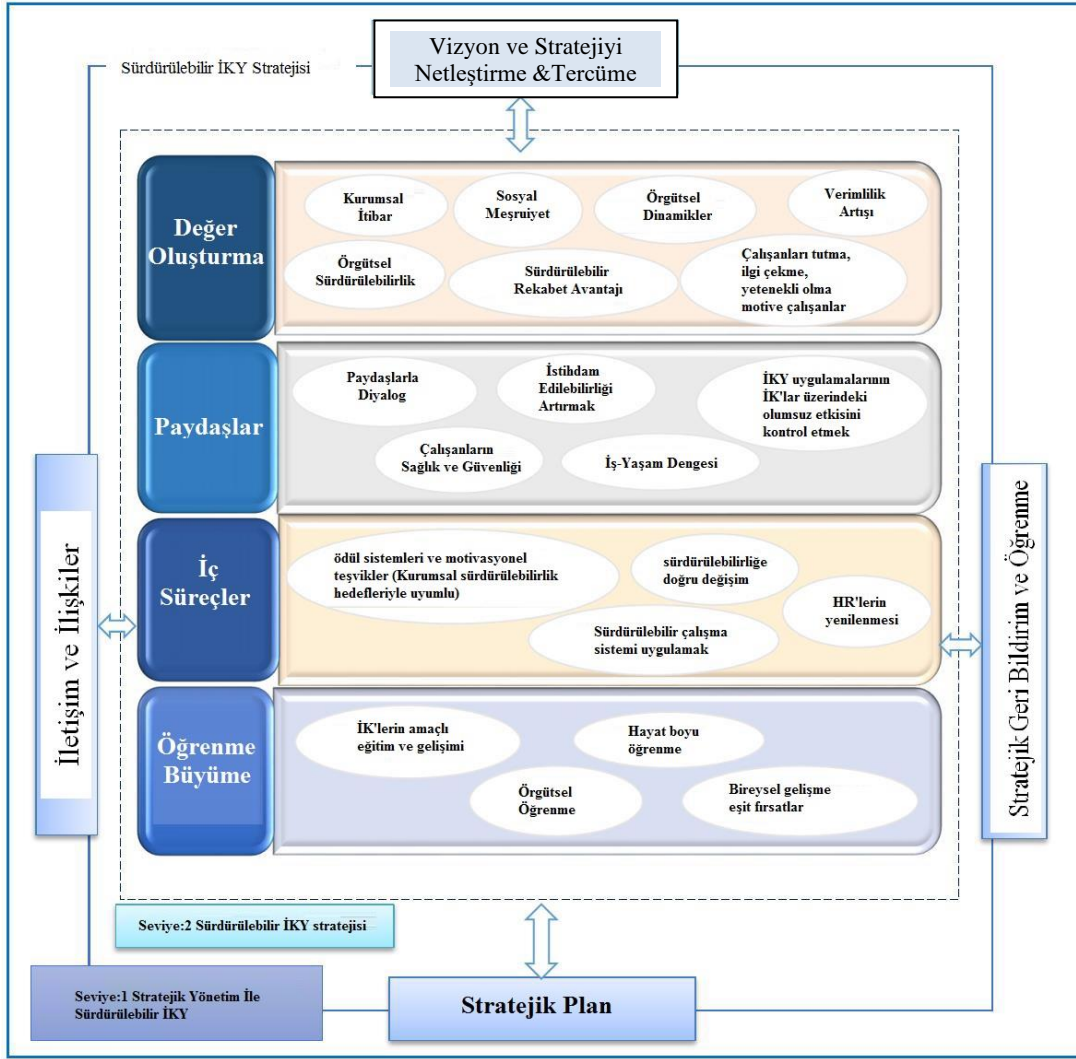 Vizyon ve Stratejiyi
Netleştirme &Tercüme
Sürdürülebilir İKY Stratejisi
Değer
Oluşturma
Kurumsal
İtibar
Sosyal
Meşruiyet
Örgütsel
Dinamikler
Verimlilik
Artışı
Örgütsel
Sürdürülebilirlik
Sürdürülebilir
Rekabet Avantajı
Çalışanları tutma,
ilgi çekme,
yetenekli olma
motive çalışanlar
Paydaşlar
Paydaşlarla
Diyalog
İstihdam
Edilebilirliği
Artırmak
İKY uygulamalarının
İK'lar üzerindeki
olumsuz etkisini
kontrol etmek
Çalışanların
Sağlık ve Güvenliği
İş-Yaşam Dengesi
İç
Süreçler
ödül sistemleri ve motivasyonel
teşvikler (Kurumsal sürdürülebilirlik
hedefleriyle uyumlu)
sürdürülebilirliğe
doğru değişim
HR'lerin
yenilenmesi
Sürdürülebilir çalışma
sistemi uygulamak
Öğrenme
Büyüme
İK'lerin amaçlı
eğitim ve gelişimi
Hayat boyu
öğrenme
Örgütsel
Öğrenme
Bireysel gelişme
eşit fırsatlar
İletişim ve İlişkiler
Stratejik Geri Bildirim ve Öğrenme
Seviye:2 Sürdürülebilir İKY stratejisi
Seviye:1 Stratejik Yönetim İle
Sürdürülebilir İKY
Stratejik Plan